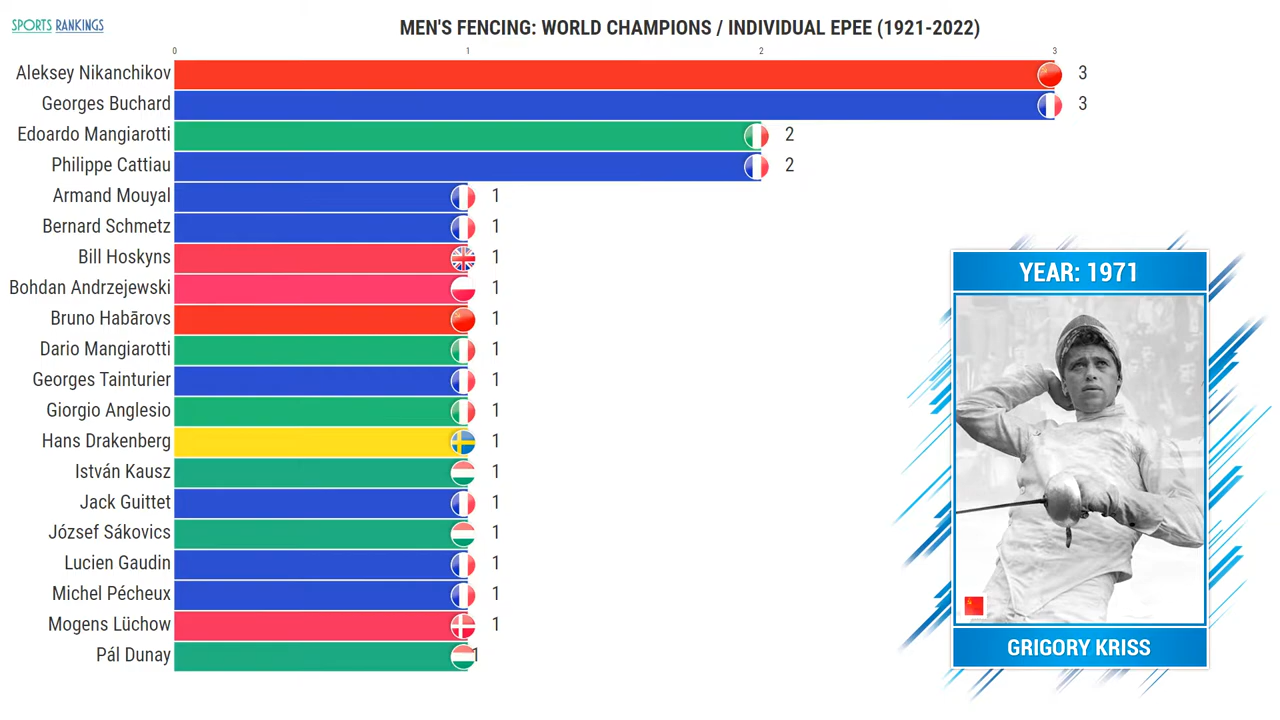 SPORTS RANKINGS
MEN'S FENCING: WORLD CHAMPIONS / INDIVIDUAL EPEE (1921-2022)
0 1 2 3
Aleksey Nikanchikov 3
Georges Buchard 3
Edoardo Mangiarotti 2
Philippe Cattiau 2
Armand Mouyal 1
Bernard Schmetz 1
Bill Hoskyns 1
Bohdan Andrzejewski 1
Bruno Habārovs 1
Dario Mangiarotti 1
Georges Tainturier 1
Giorgio Anglesio 1
Hans Drakenberg 1
István Kausz 1
Jack Guittet 1
József Sákovics 1
Lucien Gaudin 1
Michel Pécheux 1
Mogens Lüchow 1
Pál Dunay 1
YEAR: 1971
GRIGORY KRISS